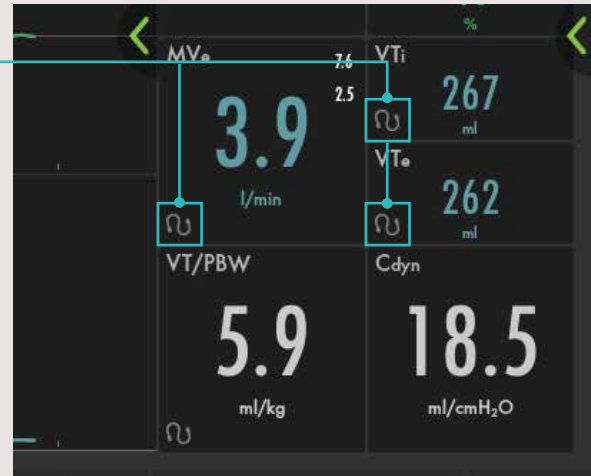 %
MVe 7.6
2.5
3.9
l/min
VTi
267
ml
VTe
262
ml
VT/PBW
5.9
ml/kg
Cdyn
18.5
ml/cmH₂O